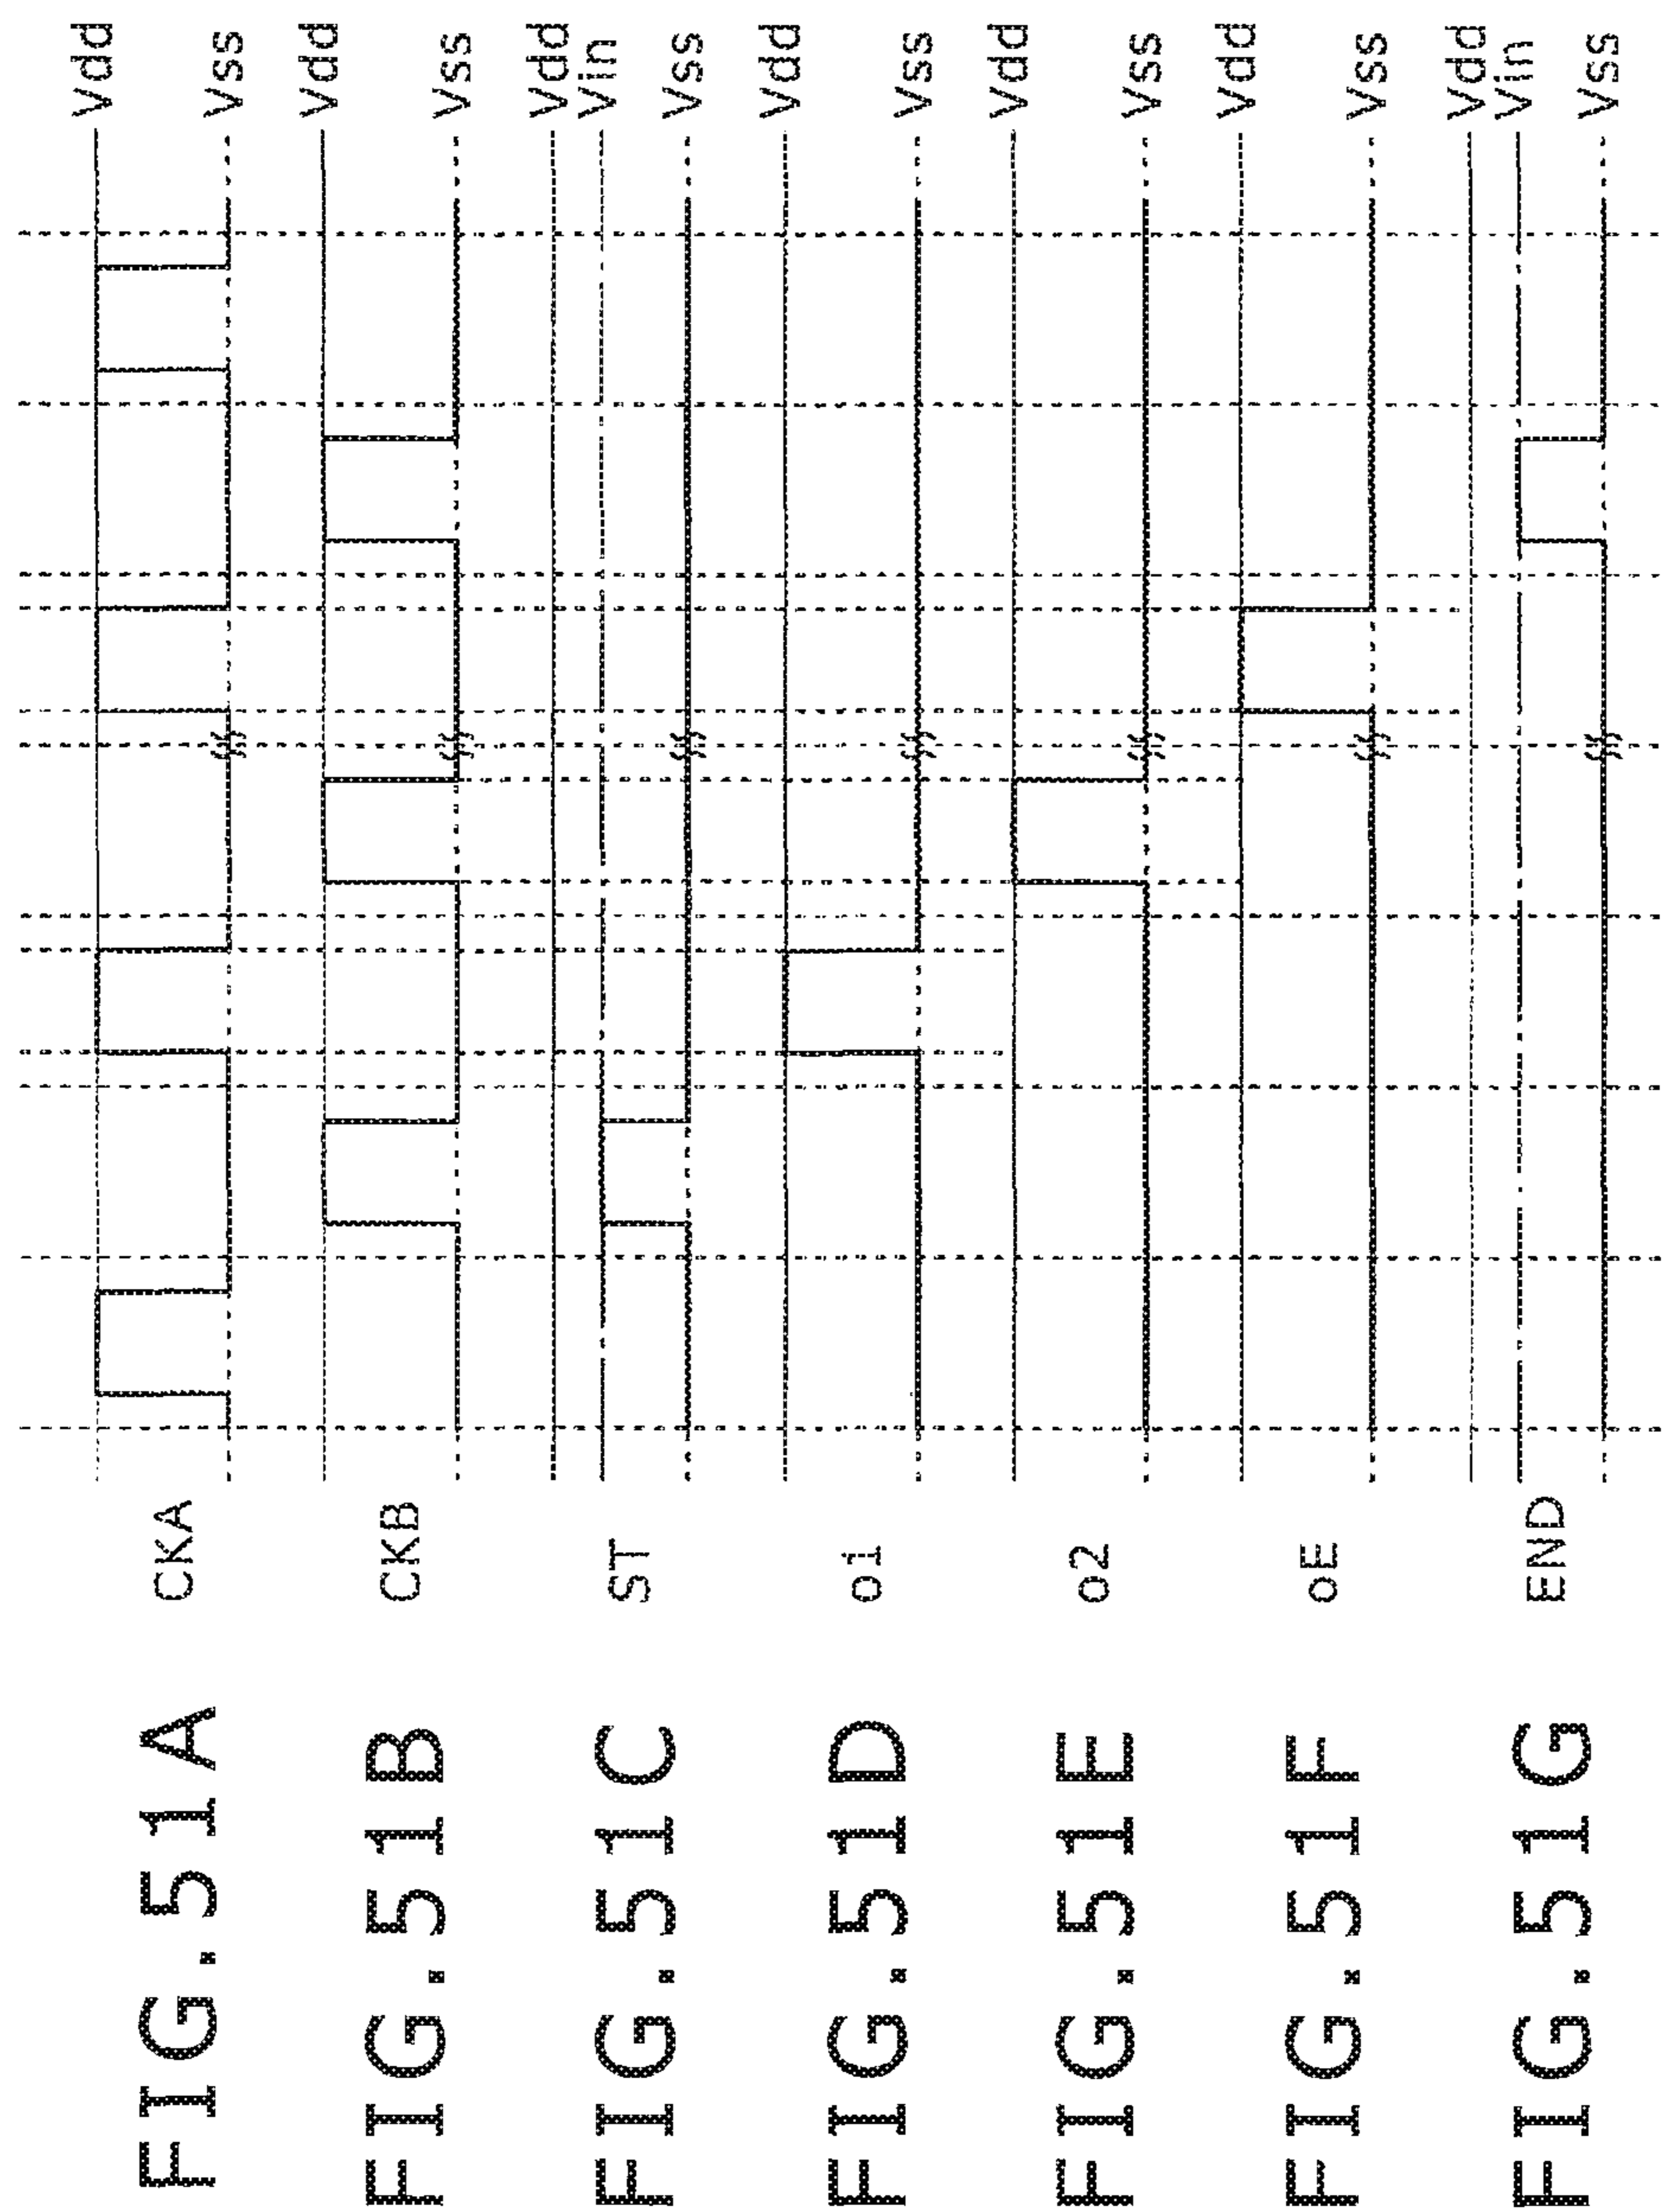 FIG.51A CKA Vdd
Vss
FIG.51B CKB Vdd
Vss
FIG.51C ST Vdd
Vin
Vss
FIG.51D o1 Vdd
Vss
FIG.51E o2 Vdd
Vss
FIG.51F oE Vdd
Vss
FIG.51G END Vdd
Vin
Vss